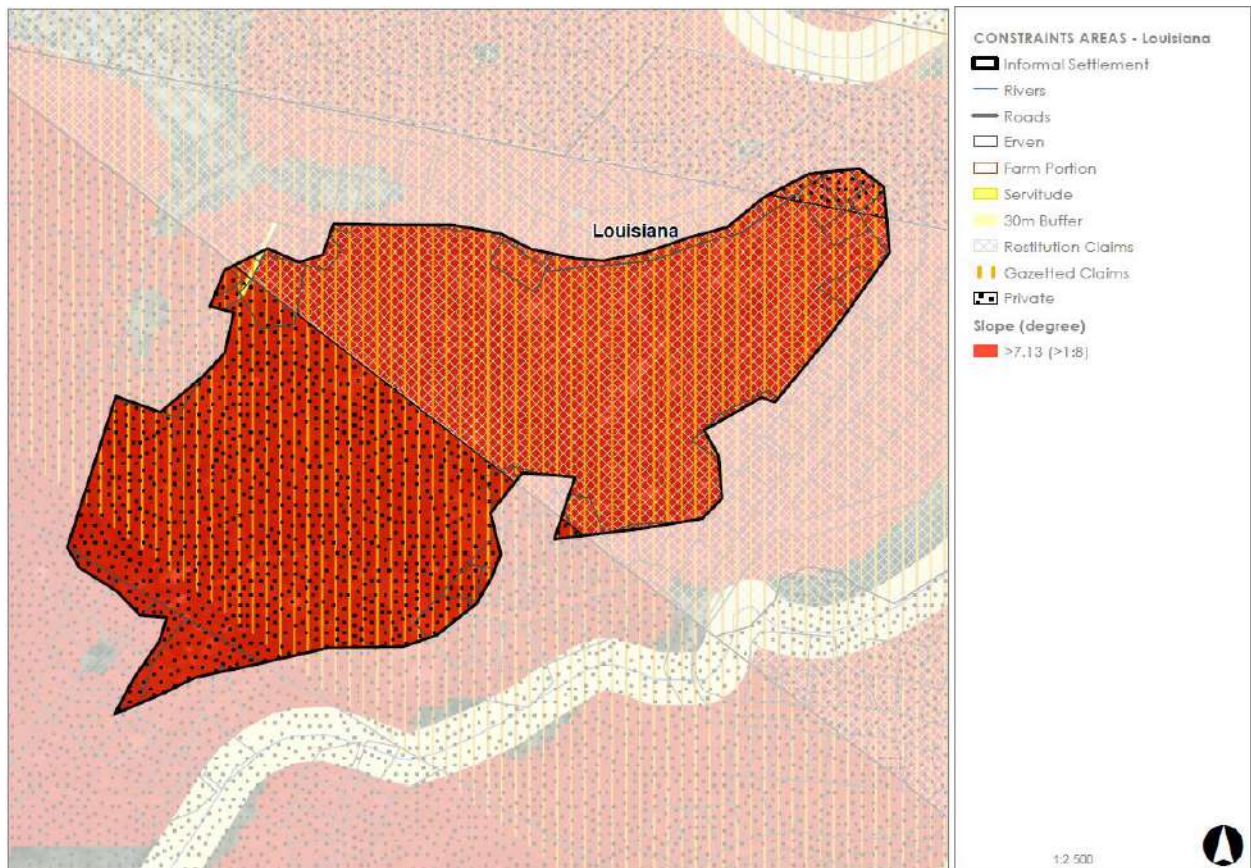 Louisiana
CONSTRAINTS AREAS - Louisiana
Informal Settlement
Rivers
Roads
Erven
Farm Portion
Servitude
30m Buffer
Restitution Claims
Gazetted Claims
Private
Slope (degree)
>7.13 (>1:8)
1:2 500